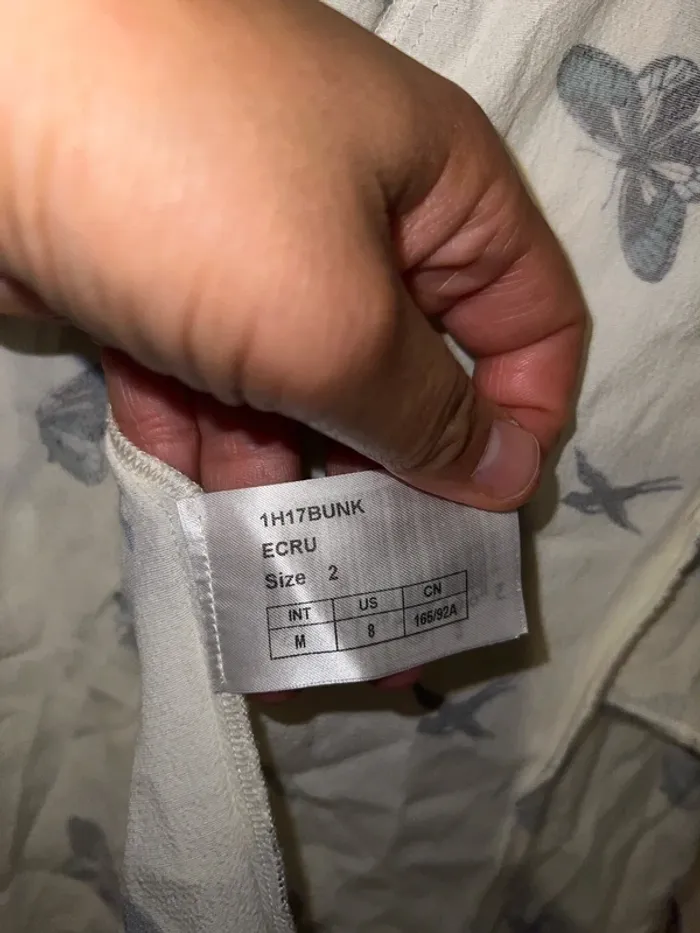 1H17BUNK
ECRU
Size 2
INT US CN
M 8 165/92A